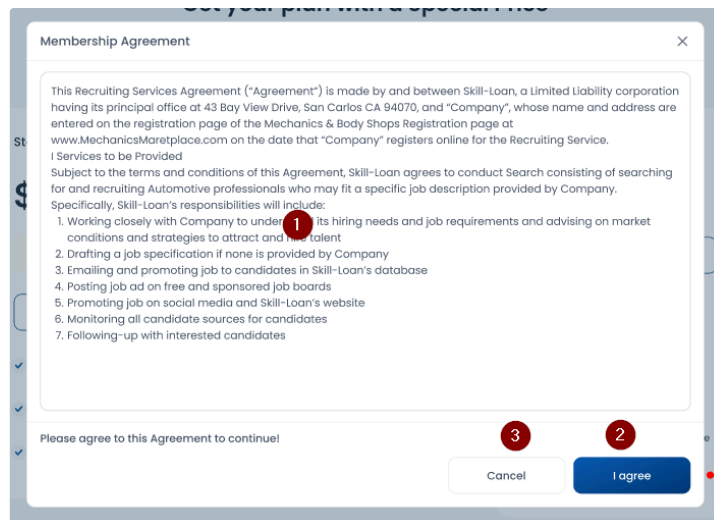 Get your plan with a special Price
Membership Agreement
This Recruiting Services Agreement (“Agreement”) is made by and between Skill-Loan, a Limited Liability corporation
having its principal office at 43 Bay View Drive, San Carlos CA 94070, and “Company”, whose name and address are
entered on the registration page of the Mechanics & Body Shops Registration page at
www.MechanicsMaretplace.com on the date that “Company” registers online for the Recruiting Service.
I Services to be Provided
Subject to the terms and conditions of this Agreement, Skill-Loan agrees to conduct Search consisting of searching
for and recruiting Automotive professionals who may fit a specific job description provided by Company.
Specifically, Skill-Loan's responsibilities will include:
1. Working closely with Company to its hiring needs and job requirements and advising on market
conditions and strategies to attract and talent
2. Drafting a job specification if none is provided by Company
3. Emailing and promoting job to candidates in Skill-Loan's database
4. Posting job ad on free and sponsored job boards
5. Promoting job on social media and Skill-Loan's website
6. Monitoring all candidate sources for candidates
7. Following-up with interested candidates
1
Please agree to this Agreement to continue!
3
2
Cancel
I agree